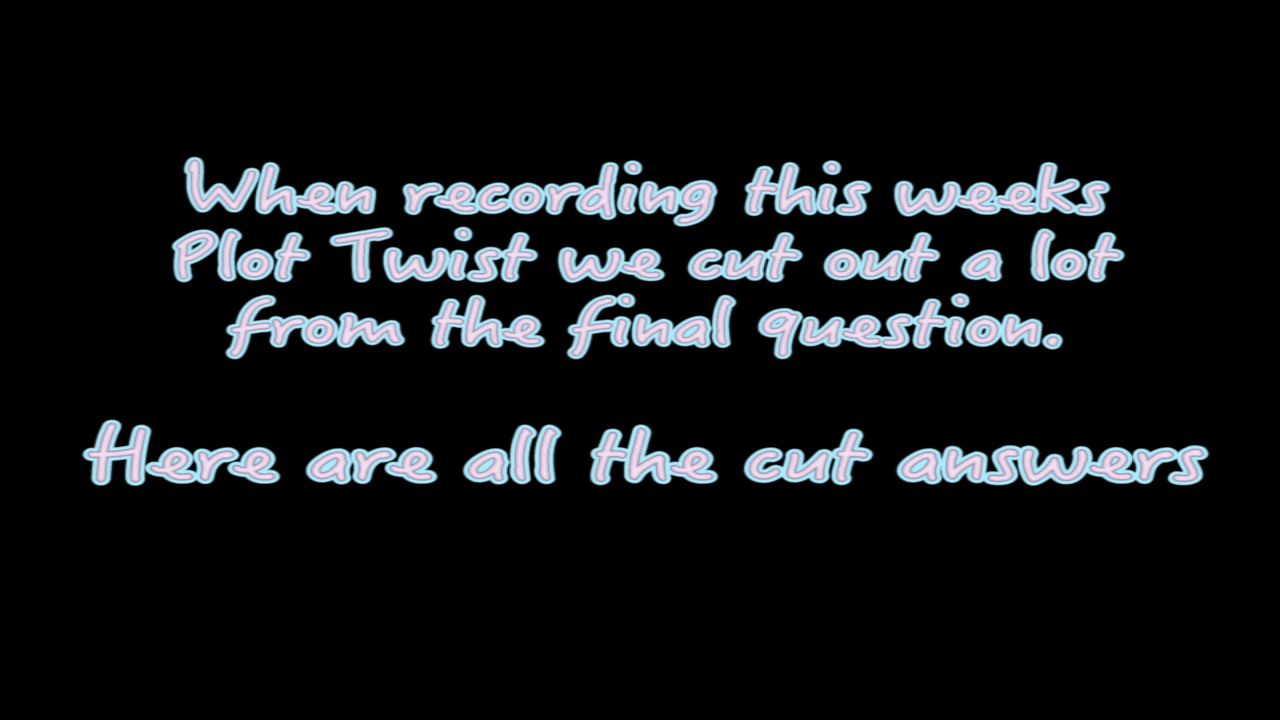 When recording this weeks
Plot Twist we cut out a lot
from the final question.
Here are all the cut answers